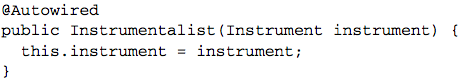 @Autowired
public Instrumentalist(Instrument instrument) {
  this.instrument = instrument;
}